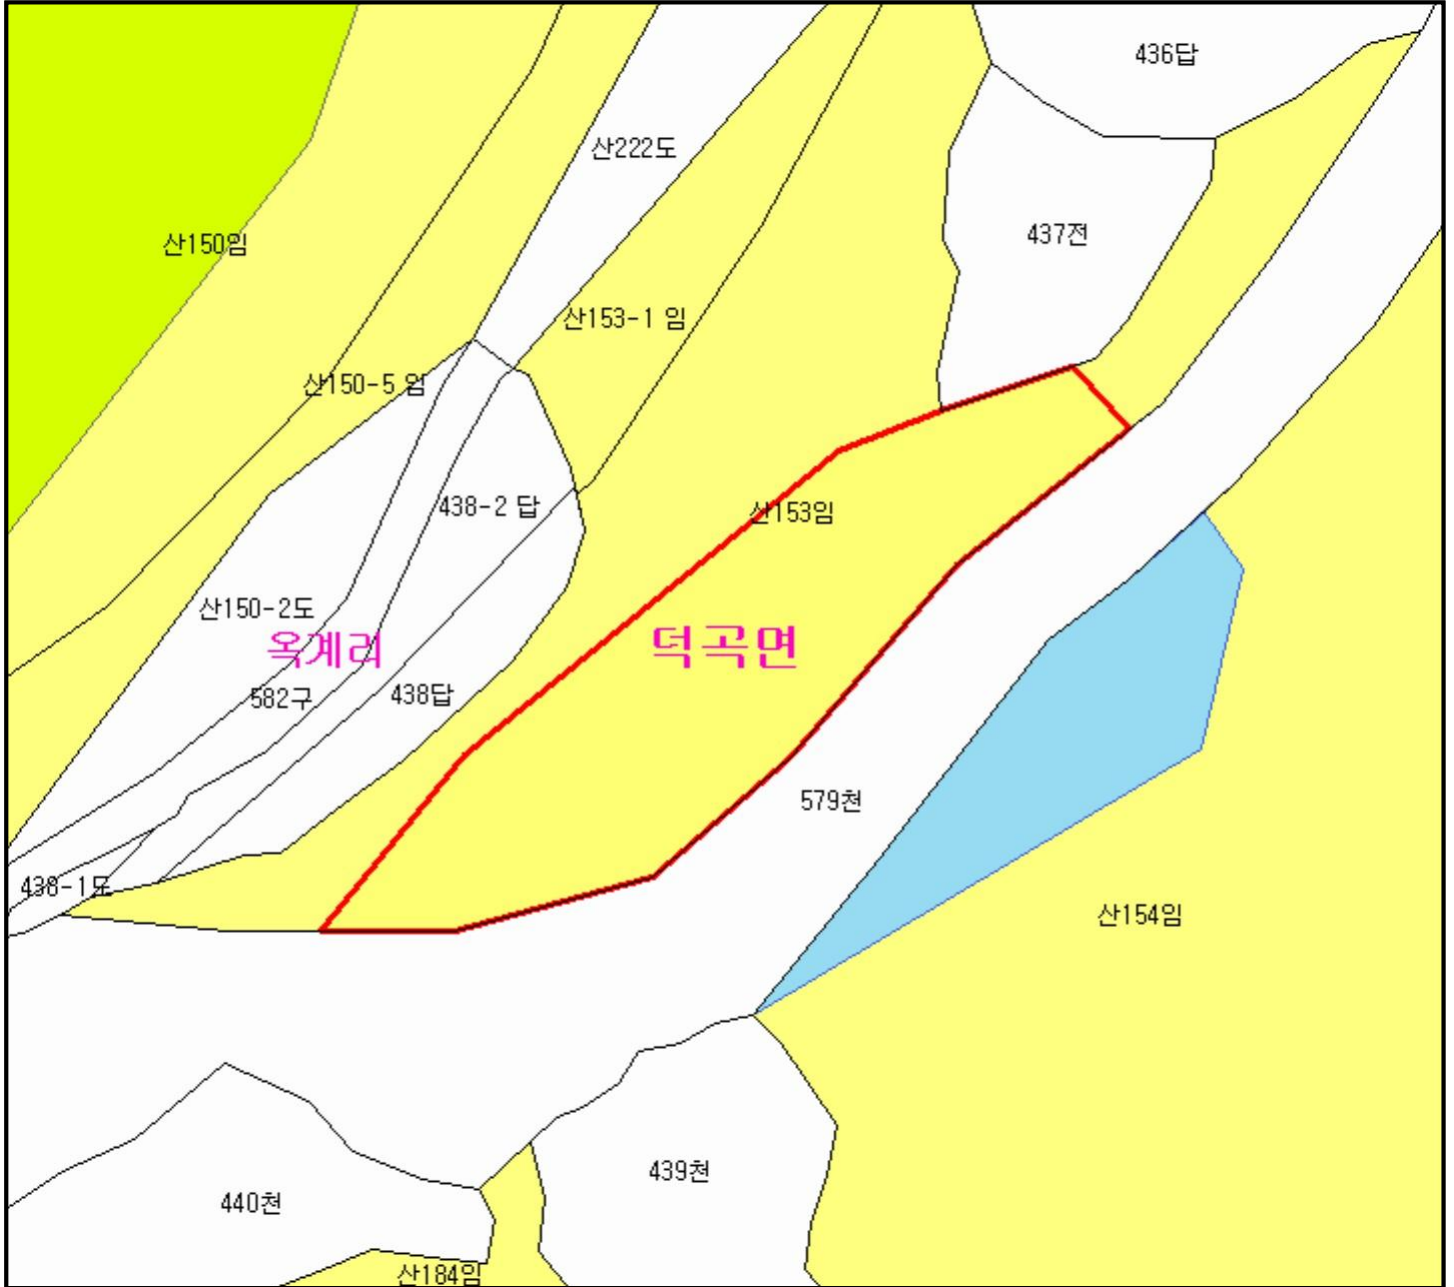 436답
산222도
437전
산150임
산153-1 임
산150-5 임
438-2 답
산153임
산150-2도
옥계리
덕곡면
582구
438답
579천
438-1도
산154임
439천
440천
산184임